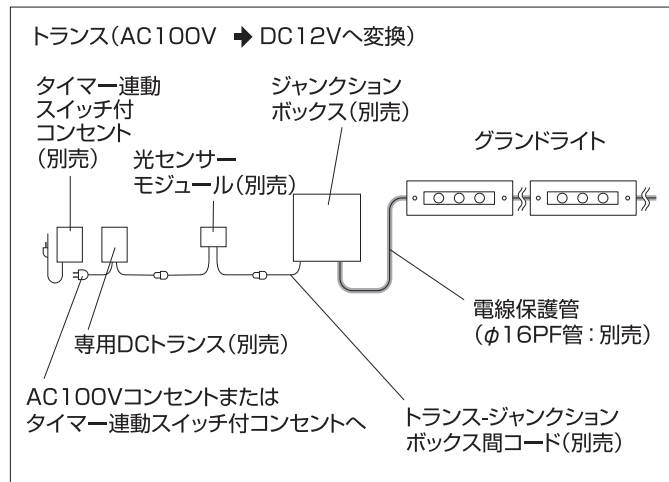 トランス(AC100V ➜ DC12Vへ変換)
タイマー連動
スイッチ付
コンセント
(別売)
光センサー
モジュール(別売)
ジャンクション
ボックス(別売)
グランドライト
専用DCトランス(別売)
電線保護管
(φ16PF管：別売)
AC100Vコンセントまたは
タイマー連動スイッチ付コンセントへ
トランス-ジャンクション
ボックス間コード(別売)